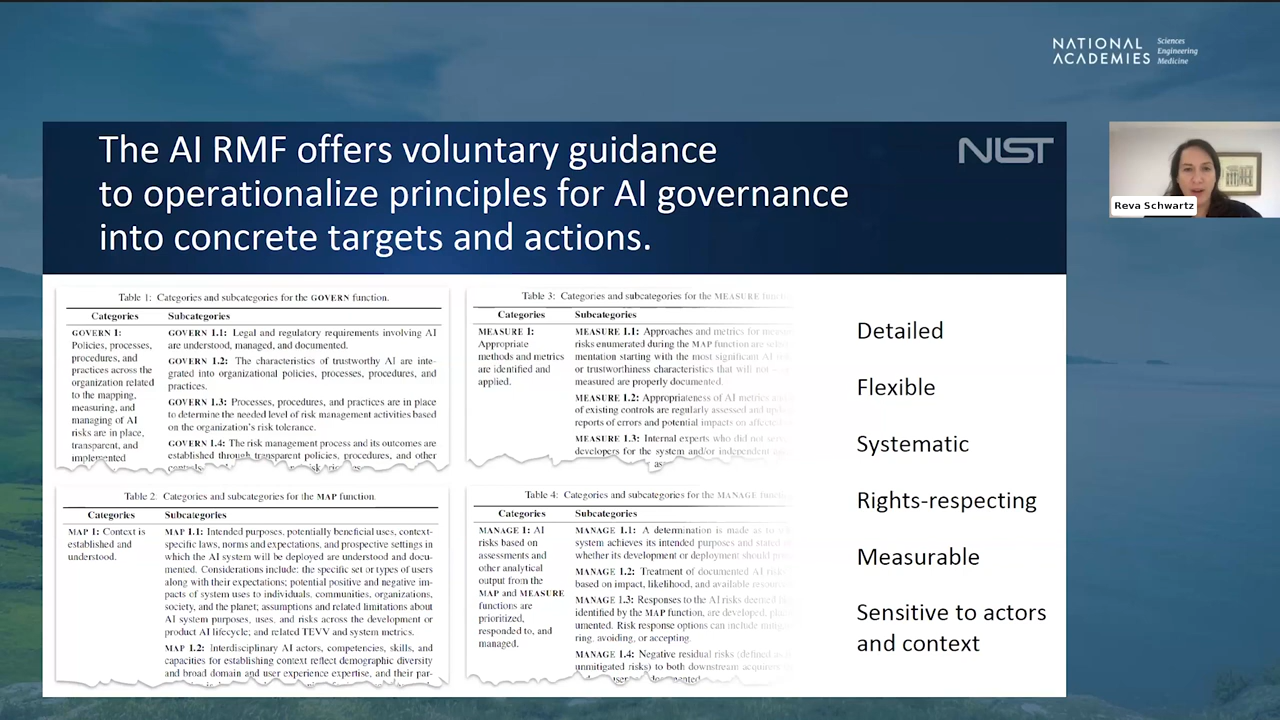 NATIONAL
ACADEMIES
Sciences
Engineering
Medicine
The AI RMF offers voluntary guidance
to operationalize principles for AI governance
into concrete targets and actions.
NIST
Reva Schwartz
Table 1: Categories and subcategories for the GOVERN function.
Categories Subcategories
GOVERN 1:
Policies, processes,
procedures, and
practices across the
organization related
to the mapping,
measuring, and
managing of AI
risks are in place,
transparent, and
implemented
GOVERN 1.1: Legal and regulatory requirements involving AI
are understood, managed, and documented.
GOVERN 1.2: The characteristics of trustworthy AI are inte-
grated into organizational policies, processes, procedures, and
practices.
GOVERN 1.3: Processes, procedures, and practices are in place
to determine the needed level of risk management activities based
on the organization's risk tolerance.
GOVERN 1.4: The risk management process and its outcomes are
established through transparent policies, procedures, and other
Table 3: Categories and subcategories for the MEASURE
Categories Subcategories
MEASURE 1:
Appropriate
methods and metrics
are identified and
applied.
MEASURE 1.1: Approaches and metrics for
risks enumerated during the MAP function are
mentation starting with the most significant AI
or trustworthiness characteristics that will not
measured are properly documented.
MEASURE 1.2: Appropriateness of AI metrics
of existing controls are regularly assessed and
reports of errors and potential impacts on
MEASURE 1.3: Internal experts who did not
developers for the system and/or independent
Table 2: Categories and subcategories for the MAP function.
Categories Subcategories
MAP 1: Context is
established and
understood.
MAP 1.1: Intended purposes, potentially beneficial uses, context-
specific laws, norms and expectations, and prospective settings in
which the AI system will be deployed are understood and docu-
mented. Considerations include: the specific set or types of users
along with their expectations; potential positive and negative im-
pacts of system uses to individuals, communities, organizations,
society, and the planet; assumptions and related limitations about
AI system purposes, uses, and risks across the development or
product AI lifecycle; and related TEVV and system metrics.
MAP 1.2: Interdisciplinary AI actors, competencies, skills, and
capacities for establishing context reflect demographic diversity
and broad domain and user experience expertise, and their par-
Table 4: Categories and subcategories for the MANAGE
Categories Subcategories
MANAGE 1: AI
risks based on
assessments and
other analytical
output from the
MAP and MEASURE
functions are
prioritized,
responded to, and
managed.
MANAGE 1.1: A determination is made as to
system achieves its intended purposes and stated
whether its development or deployment should
MANAGE 1.2: Treatment of documented AI risks
based on impact, likelihood, and available
MANAGE 1.3: Responses to the AI risks deemed
identified by the MAP function, are developed,
umented. Risk response options can include
ring, avoiding, or accepting.
MANAGE 1.4: Negative residual risks (defined
unmitigated risks) to both downstream
Detailed
Flexible
Systematic
Rights-respecting
Measurable
Sensitive to actors
and context